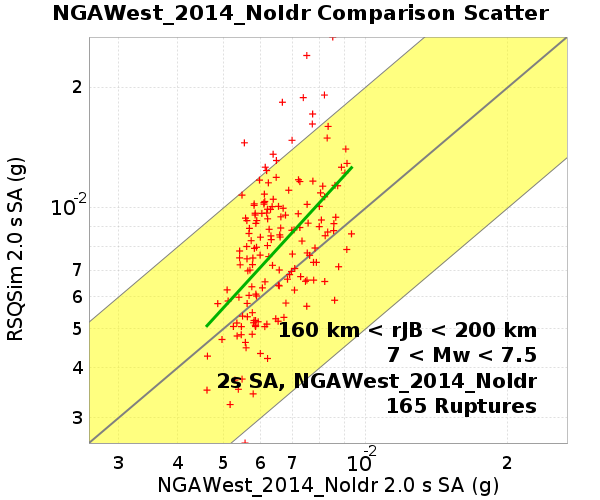 NGAWest_2014_NoIdr Comparison Scatter
RSQSim 2.0 s SA (g)
2
10-2
7
6
5
4
3
160 km < rJB < 200 km
7 < Mw < 7.5
2s SA, NGAWest_2014_NoIdr
165 Ruptures
3 4 5 6 7 10-2 2
NGAWest_2014_NoIdr 2.0 s SA (g)